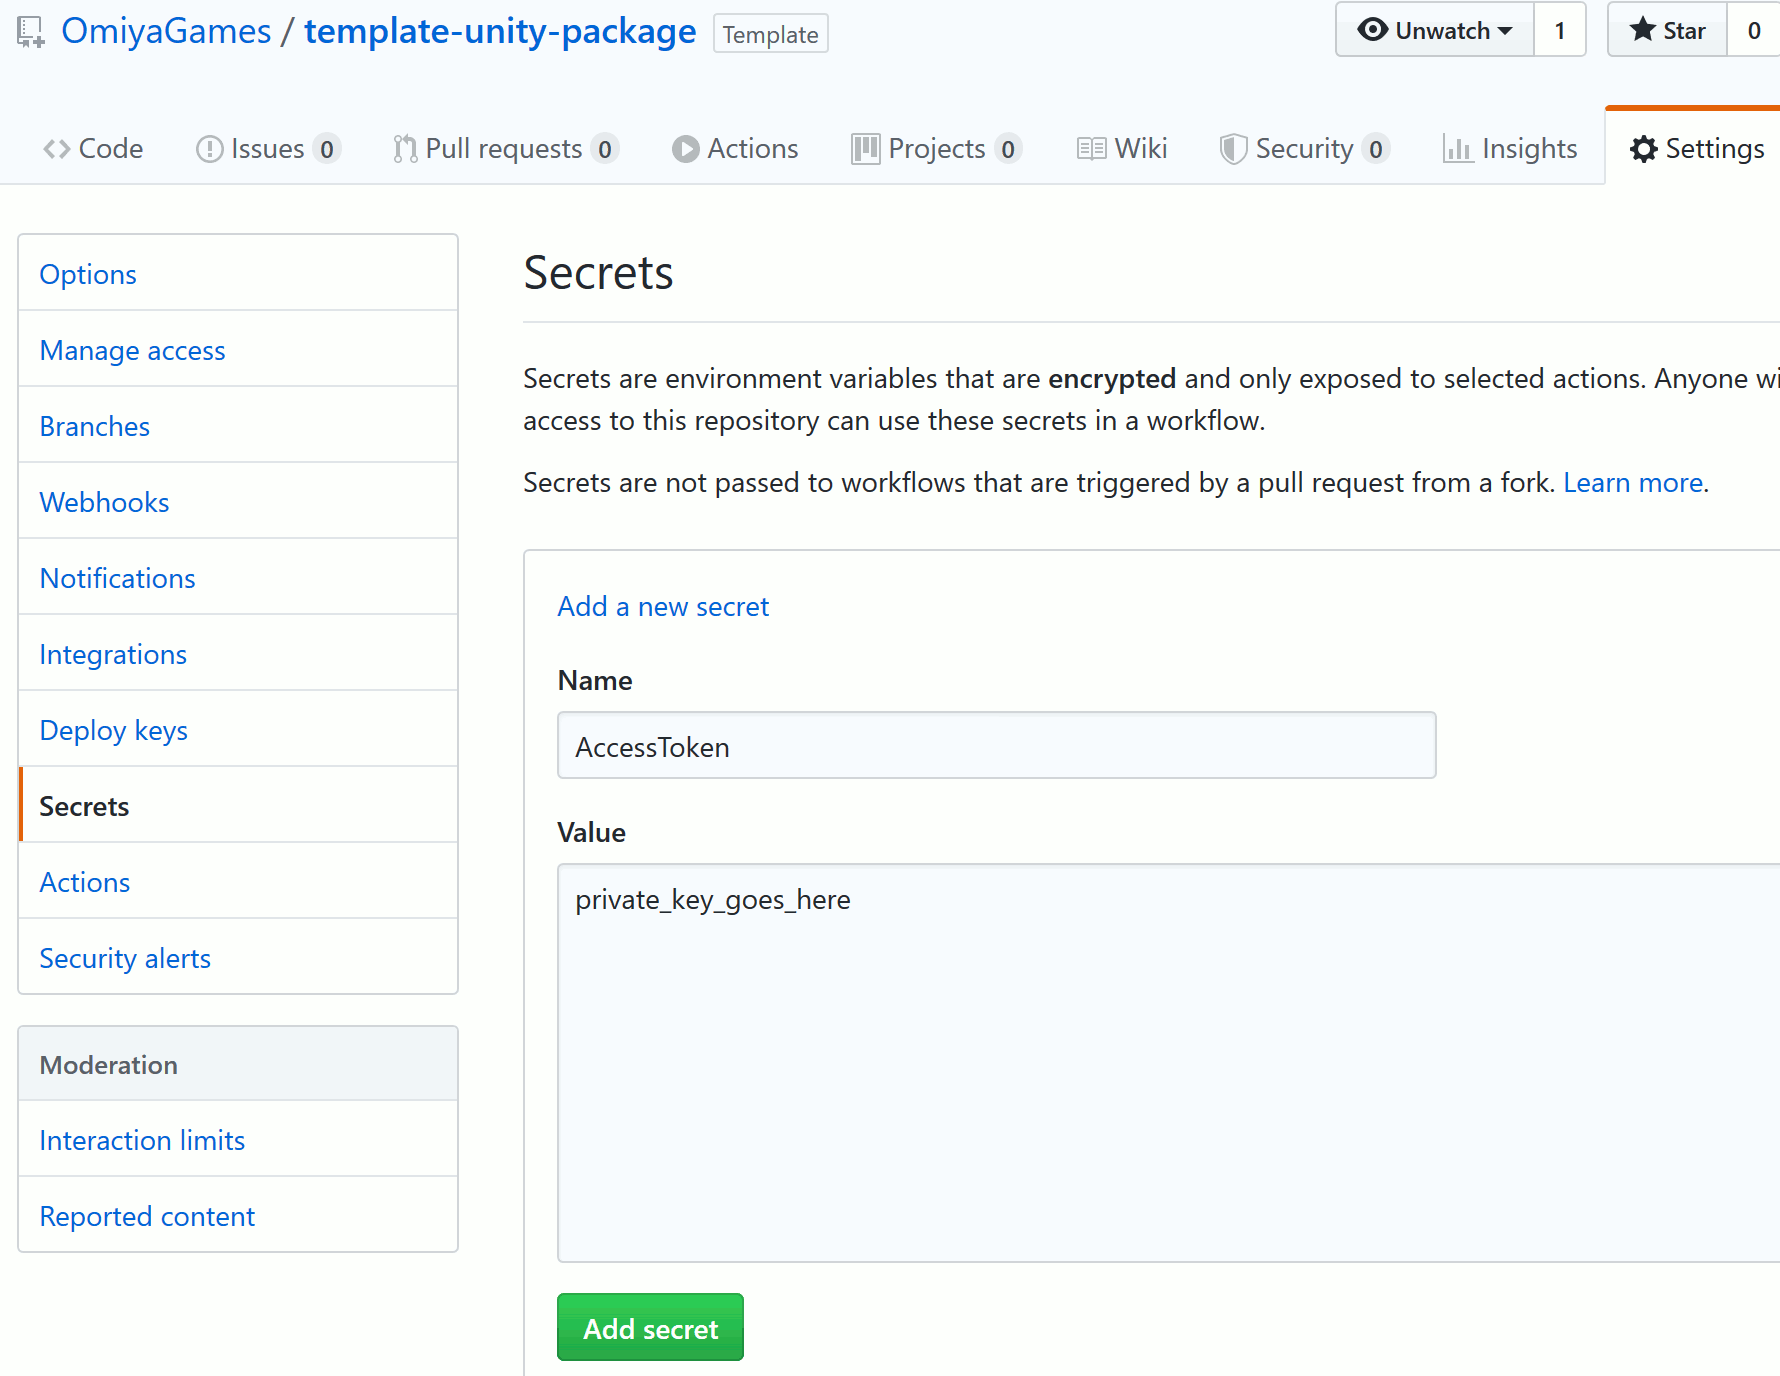 OmiyaGames / template-unity-package Template Unwatch 1 Star 0
Code Issues 0 Pull requests 0 Actions Projects 0 Wiki Security 0 Insights Settings
Options
Manage access
Branches
Webhooks
Notifications
Integrations
Deploy keys
Secrets
Actions
Security alerts
Moderation
Interaction limits
Reported content
Secrets
Secrets are environment variables that are encrypted and only exposed to selected actions. Anyone wi
access to this repository can use these secrets in a workflow.
Secrets are not passed to workflows that are triggered by a pull request from a fork. Learn more.
Add a new secret
Name
AccessToken
Value
private_key_goes_here
Add secret